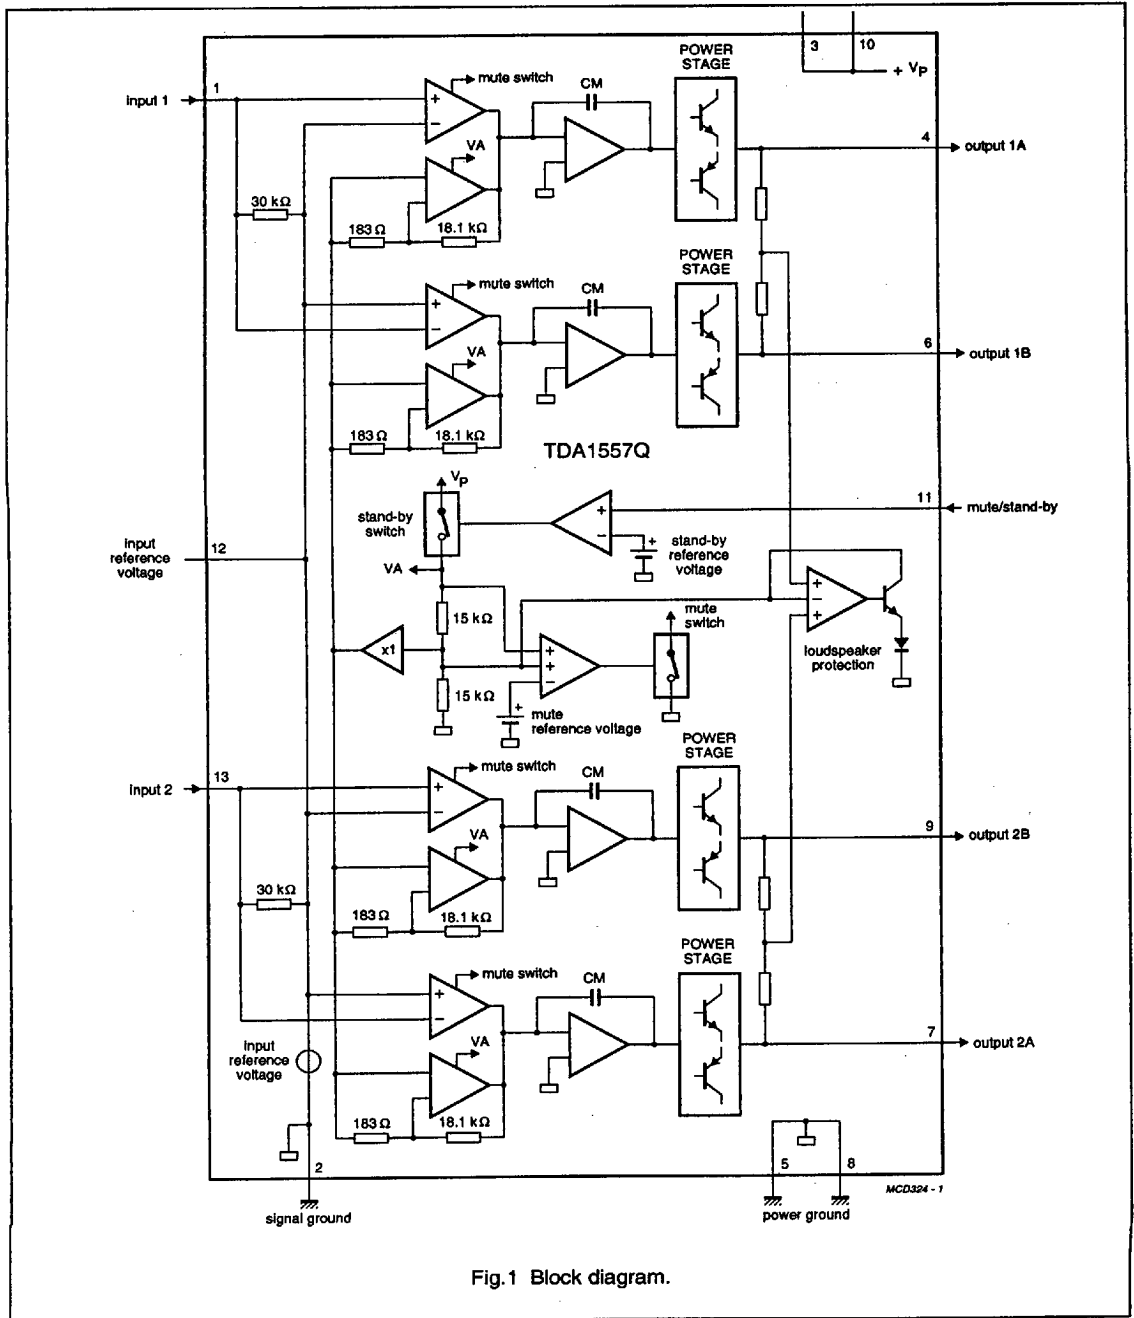 3
10
+ VP
POWER
STAGE
mute switch
CM
1
input 1
+
−
VA
4
output 1A
30 kΩ
183 Ω
18.1 kΩ
POWER
STAGE
mute switch
CM
+
−
VA
6
output 1B
183 Ω
18.1 kΩ
TDA1557Q
VP
stand-by
switch
+
−
11
mute/stand-by
+
stand-by
reference
voltage
input
reference
voltage
12
VA
15 kΩ
x1
15 kΩ
+
+
−
+
mute
reference voltage
mute
switch
+
−
+
loudspeaker
protection
POWER
STAGE
mute switch
CM
13
input 2
+
−
VA
9
output 2B
30 kΩ
183 Ω
18.1 kΩ
POWER
STAGE
mute switch
CM
+
−
VA
7
output 2A
input
reference
voltage
183 Ω
18.1 kΩ
2
5
8
MCD324 - 1
signal ground
power ground
Fig.1 Block diagram.